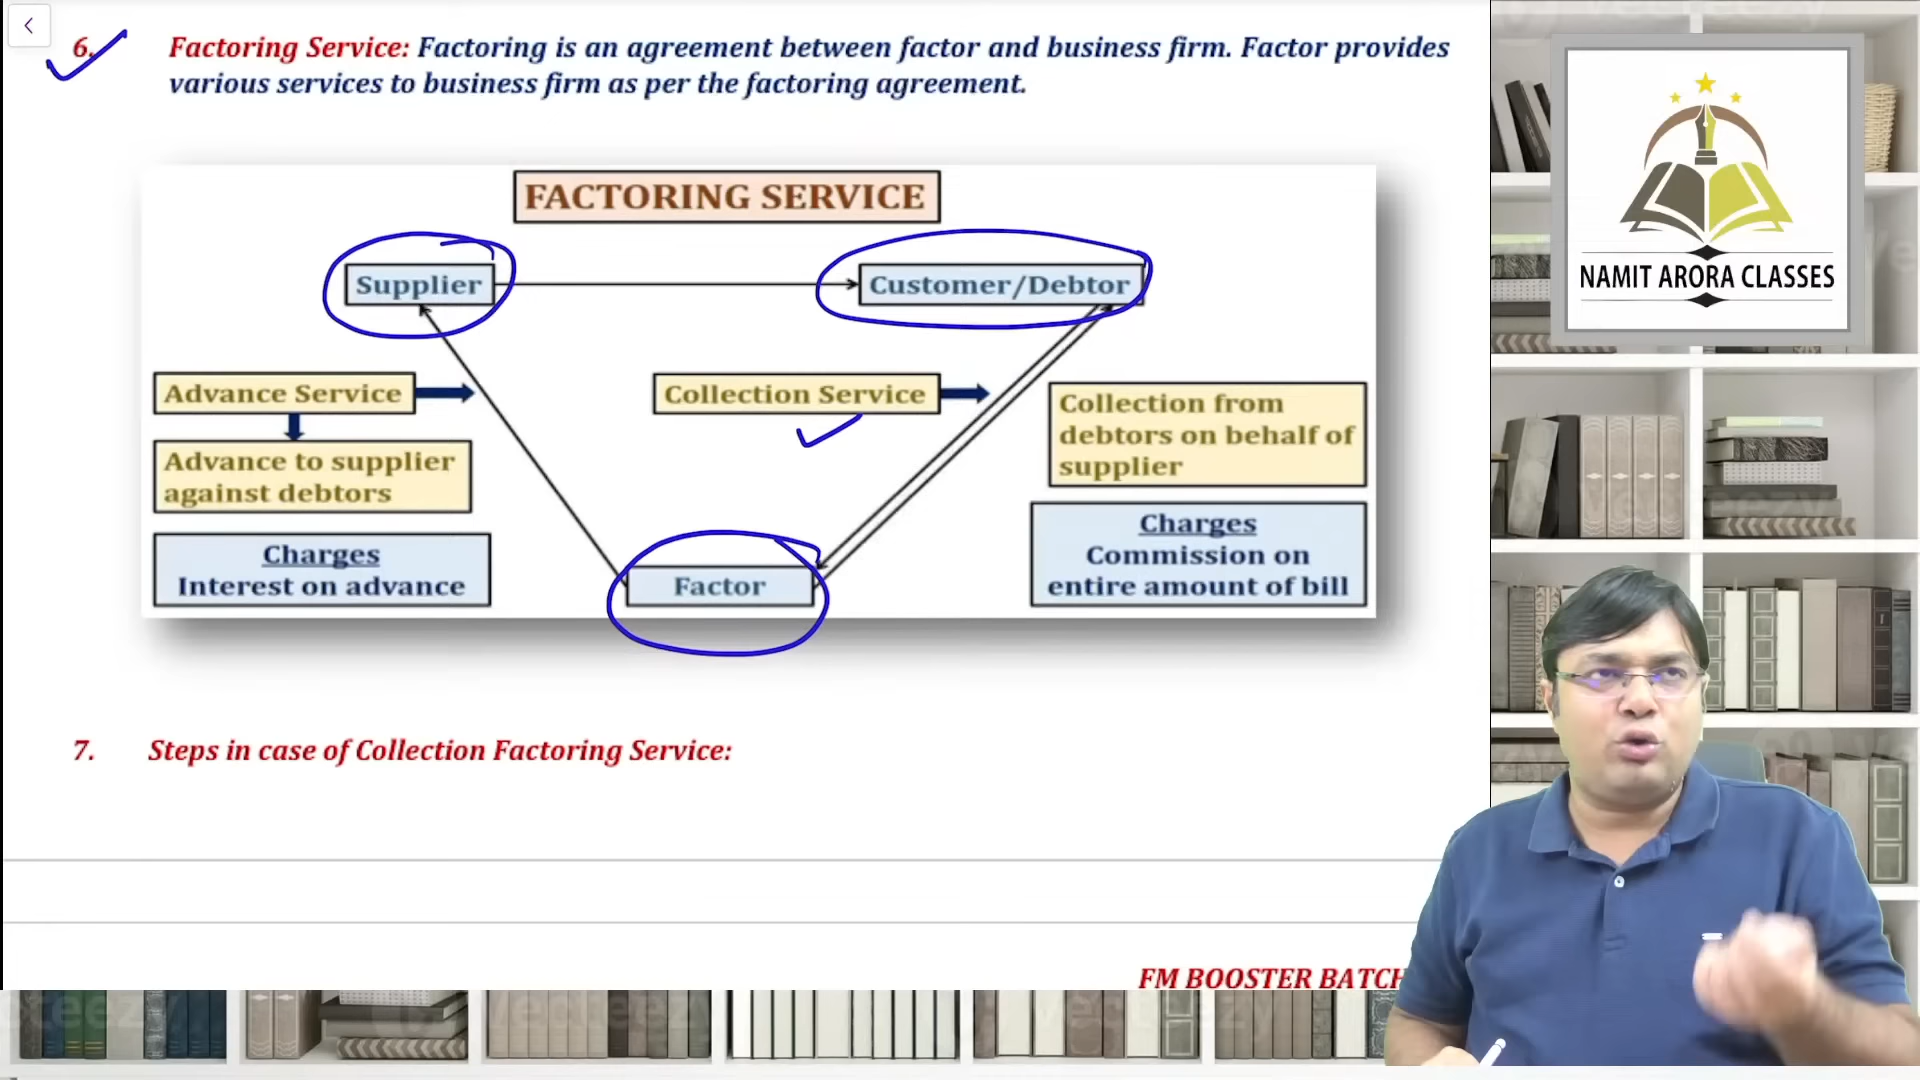 6. Factoring Service: Factoring is an agreement between factor and business firm. Factor provides
various services to business firm as per the factoring agreement.
FACTORING SERVICE
Supplier
Customer/Debtor
Advance Service
Collection Service
Collection from
debtors on behalf of
supplier
Advance to supplier
against debtors
Charges
Interest on advance
Charges
Commission on
entire amount of bill
Factor
7. Steps in case of Collection Factoring Service:
FM BOOSTER BATCH
NAMIT ARORA CLASSES